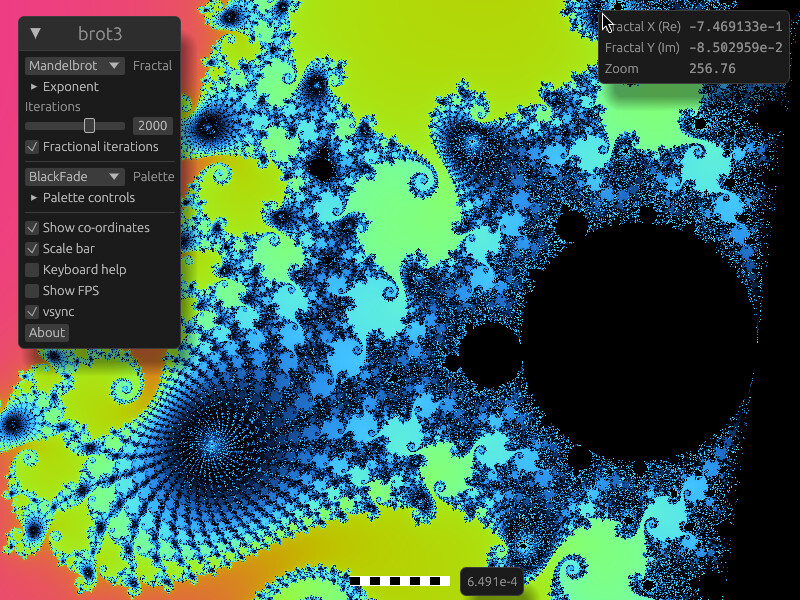 brot3
Mandelbrot Fractal
Exponent
Iterations
2000
Fractional iterations
BlackFade Palette
Palette controls
Show co-ordinates
Scale bar
Keyboard help
Show FPS
vsync
About
Fractal X (Re) -7.469133e-1
Fractal Y (Im) -8.502959e-2
Zoom 256.76
6.491e-4